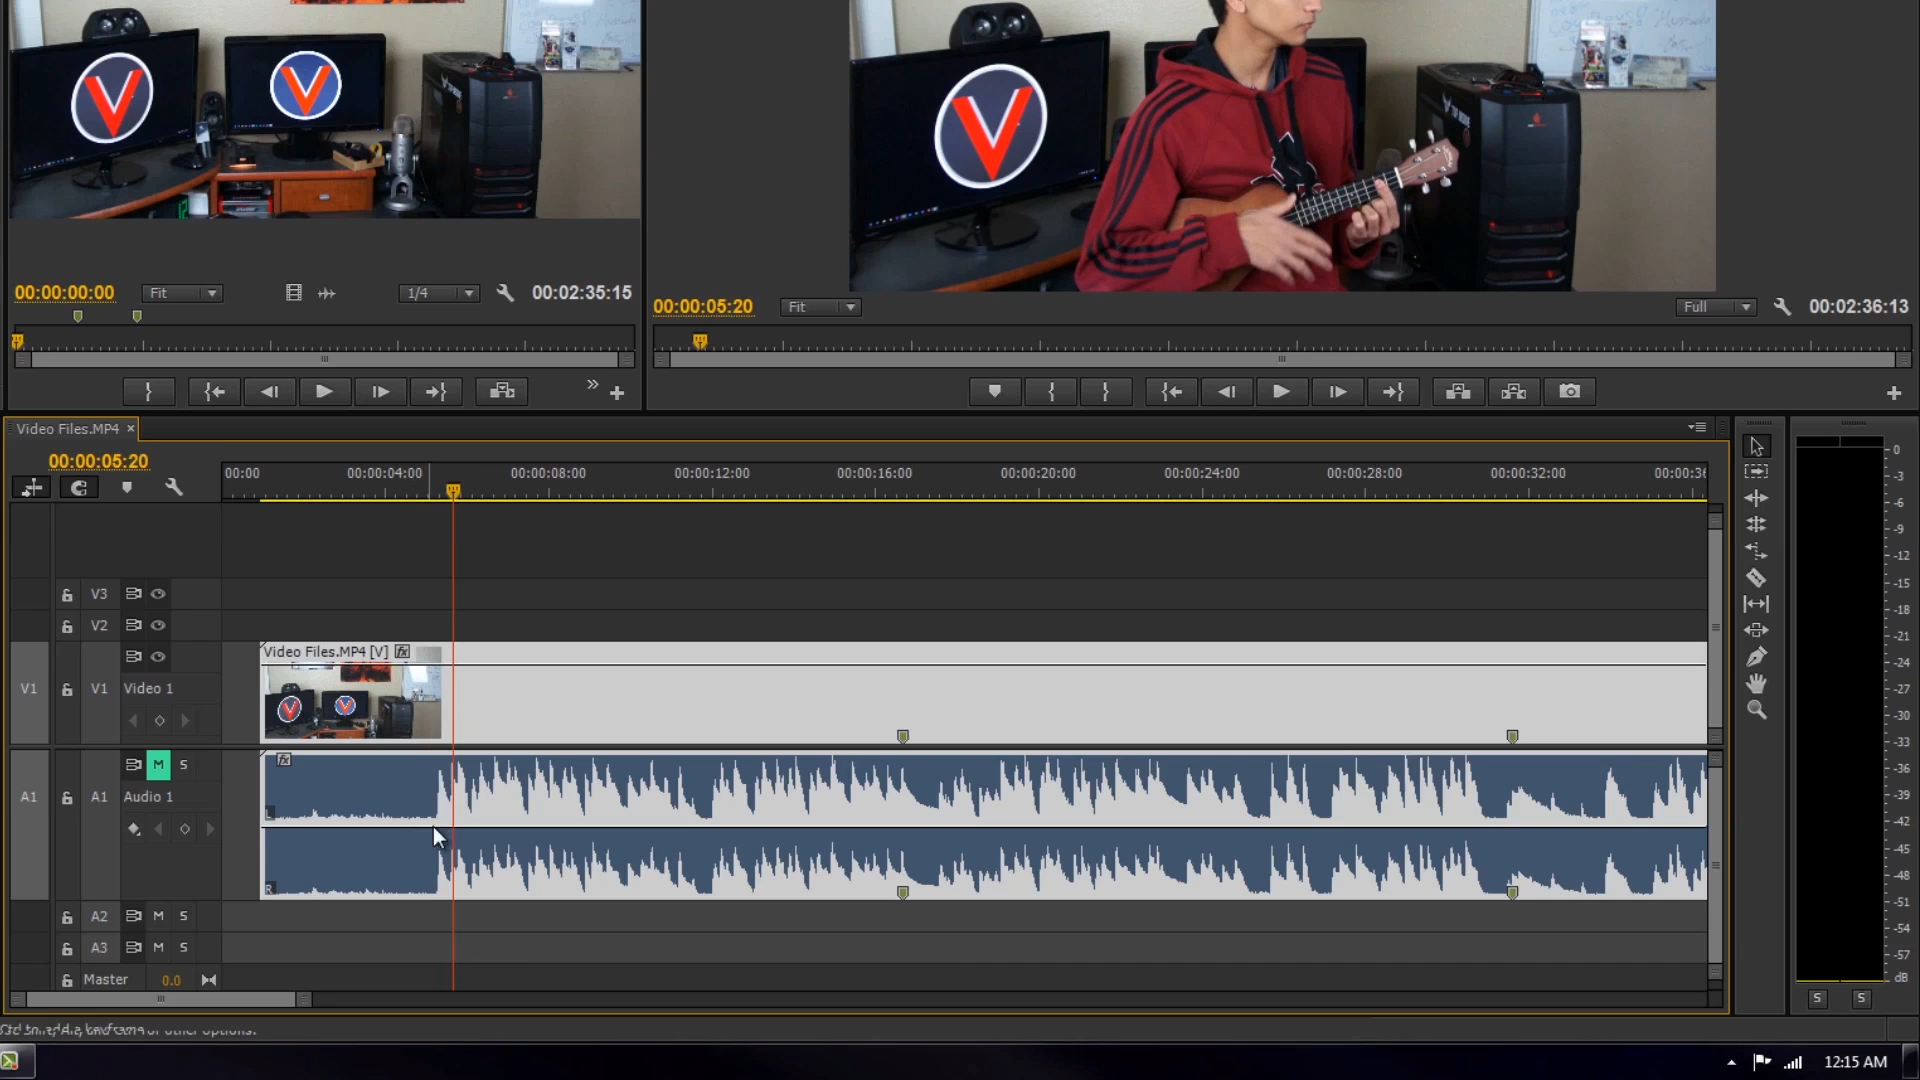 V
V
V
00:00:00:00 Fit 1/4 00:02:35:15
00:00:05:20 Fit Full 00:02:36:13
Video Files.MP4 ×
00:00:05:20
00:00 00:00:04:00 00:00:08:00 00:00:12:00 00:00:16:00 00:00:20:00 00:00:24:00 00:00:28:00 00:00:32:00 00:00:36
V3
V2
Video Files.MP4 [V] fx
V1 V1 Video 1
M S fx
A1 A1 Audio 1
L
R
A2 M S
A3 M S
Master 0.0
0
-3
-6
-9
-12
-15
-18
-21
-24
-27
-30
-33
-36
-39
-42
-45
-48
-51
-54
-57
dB
S S
12:15 AM